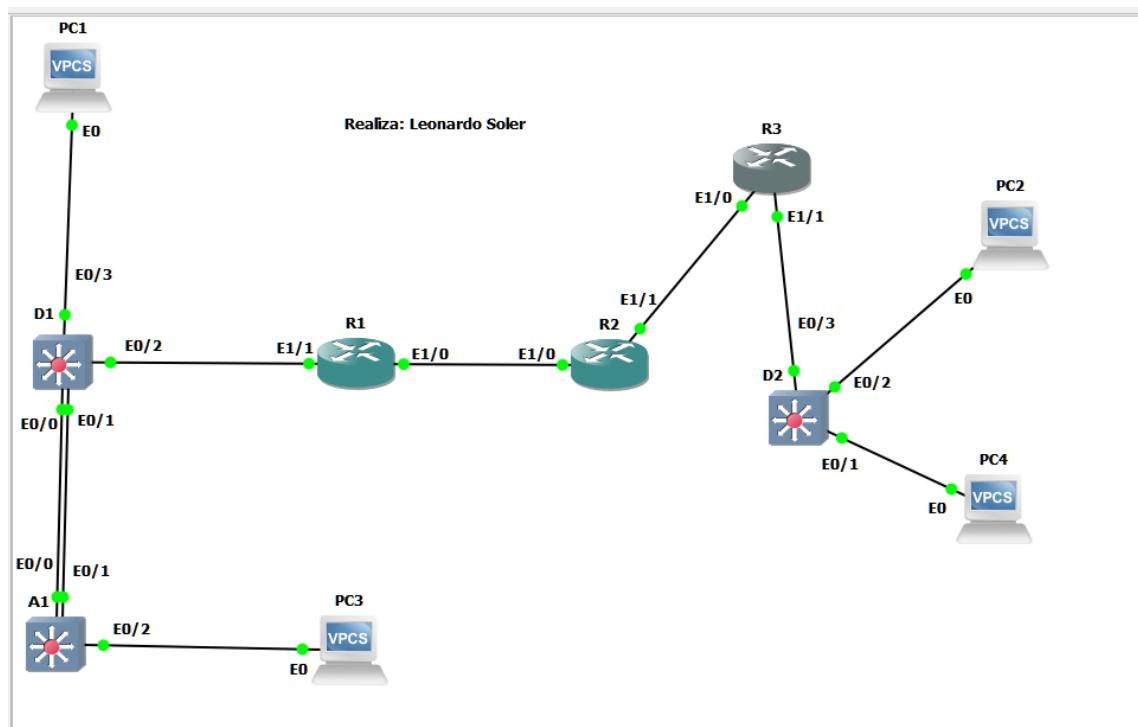 PC1
VPCS
E0
Realiza: Leonardo Soler
R3
E1/0
E1/1
PC2
VPCS
E0
E0/3
D1
E0/2
E1/1
R1
E1/0
E1/0
R2
E1/1
E0/3
D2
E0/2
E0/1
PC4
VPCS
E0
E0/0
E0/1
E0/0
E0/1
A1
E0/2
PC3
VPCS
E0